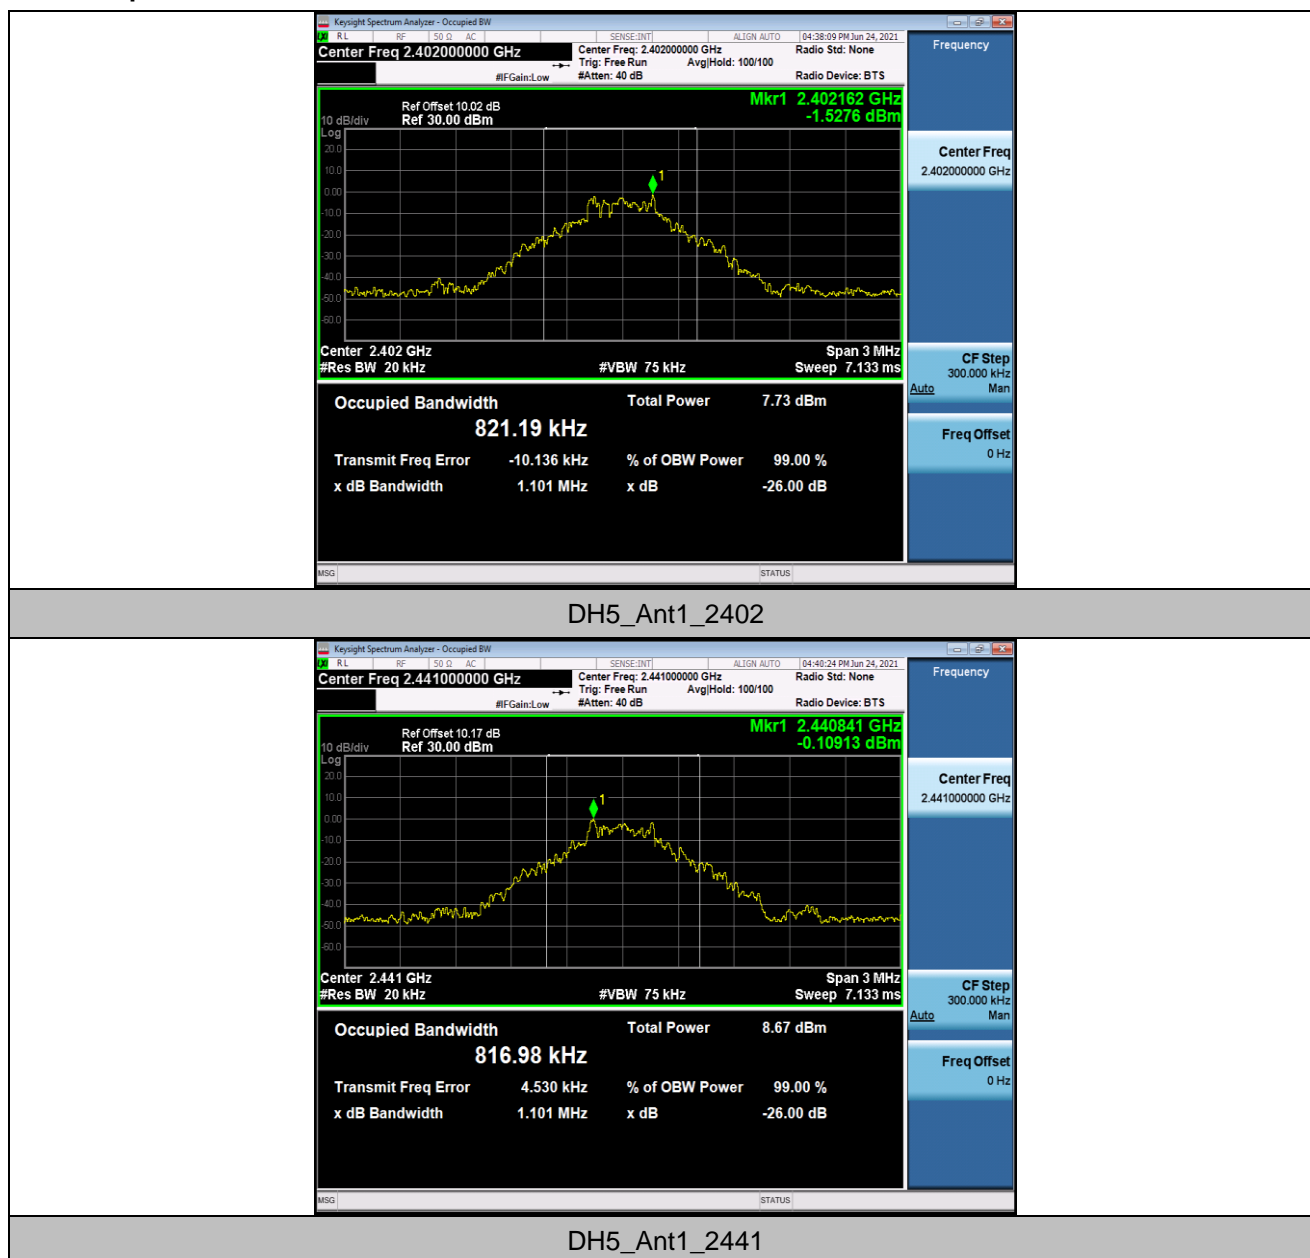 Keysight Spectrum Analyzer - Occupied BW
LXI RL RF 50 Ω AC SENSE:INT ALIGN AUTO 04:38:09 PM Jun 24, 2021
Center Freq 2.402000000 GHz Center Freq: 2.402000000 GHz Radio Std: None Frequency
Trig: Free Run Avg|Hold: 100/100
#IFGain:Low #Atten: 40 dB Radio Device: BTS
Mkr1 2.402162 GHz
Ref Offset 10.02 dB
10 dB/div Ref 30.00 dBm -1.5276 dBm
Log
20.0
Center Freq
2.402000000 GHz
10.0
1
0.00
-10.0
-20.0
-30.0
-40.0
-50.0
-60.0
Center 2.402 GHz Span 3 MHz
#Res BW 20 kHz #VBW 75 kHz Sweep 7.133 ms
CF Step
300.000 kHz
Auto Man
Occupied Bandwidth Total Power 7.73 dBm
821.19 kHz
Freq Offset
0 Hz
Transmit Freq Error -10.136 kHz % of OBW Power 99.00 %
x dB Bandwidth 1.101 MHz x dB -26.00 dB
MSG STATUS
DH5_Ant1_2402
Keysight Spectrum Analyzer - Occupied BW
LXI RL RF 50 Ω AC SENSE:INT ALIGN AUTO 04:40:24 PM Jun 24, 2021
Center Freq 2.441000000 GHz Center Freq: 2.441000000 GHz Radio Std: None Frequency
Trig: Free Run Avg|Hold: 100/100
#IFGain:Low #Atten: 40 dB Radio Device: BTS
Mkr1 2.440841 GHz
Ref Offset 10.17 dB
10 dB/div Ref 30.00 dBm -0.10913 dBm
Log
20.0
Center Freq
2.441000000 GHz
10.0
1
0.00
-10.0
-20.0
-30.0
-40.0
-50.0
-60.0
Center 2.441 GHz Span 3 MHz
#Res BW 20 kHz #VBW 75 kHz Sweep 7.133 ms
CF Step
300.000 kHz
Auto Man
Occupied Bandwidth Total Power 8.67 dBm
816.98 kHz
Freq Offset
0 Hz
Transmit Freq Error 4.530 kHz % of OBW Power 99.00 %
x dB Bandwidth 1.101 MHz x dB -26.00 dB
MSG STATUS
DH5_Ant1_2441